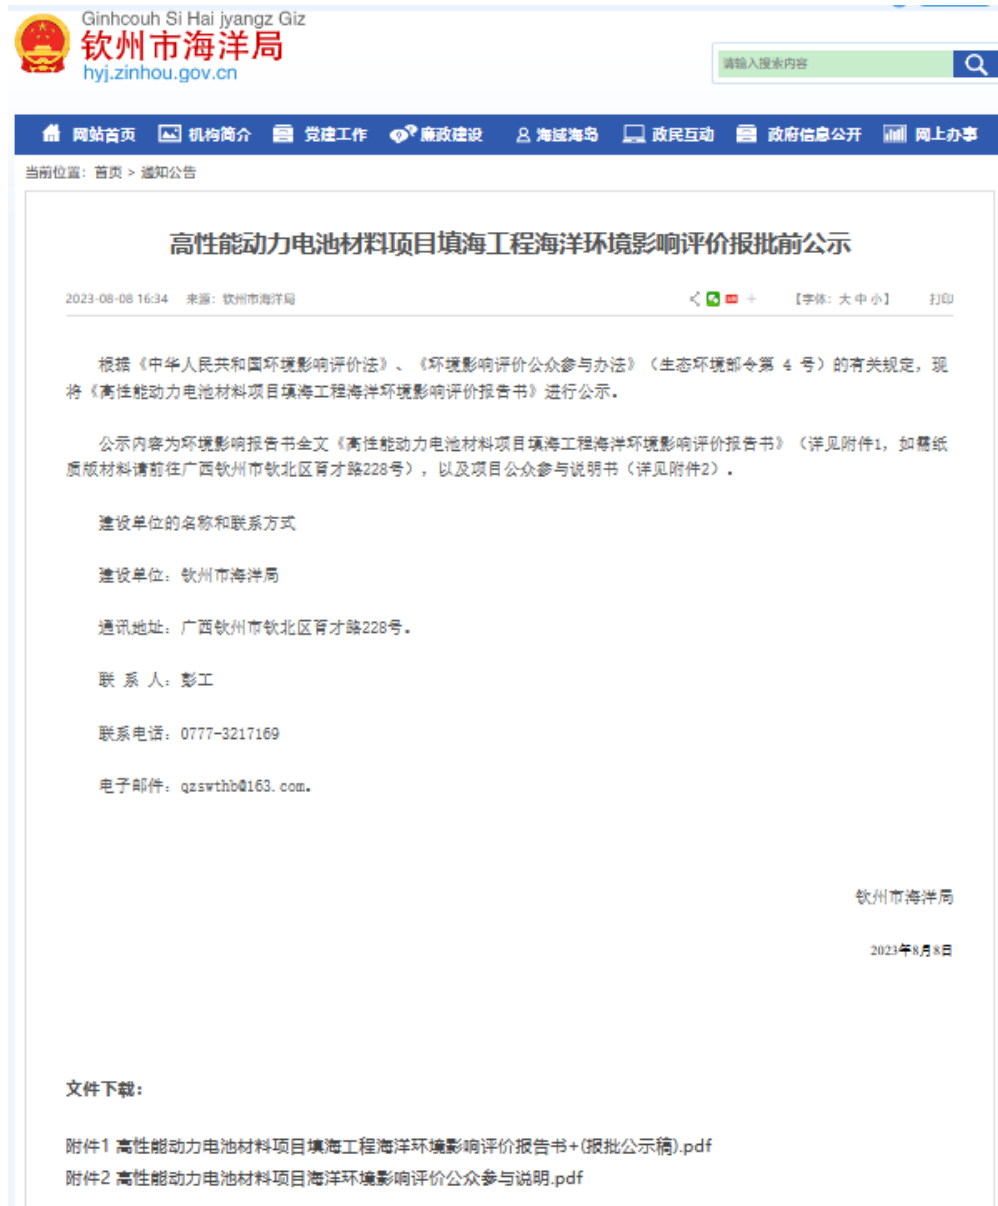 Ginhcouh Si Hai jyangz Giz
钦州市海洋局
hyj.zinhou.gov.cn
请输入搜索内容
网站首页 机构简介 党建工作 廉政建设 海域海岛 政民互动 政府信息公开 网上办事
当前位置：首页 > 通知公告
高性能动力电池材料项目填海工程海洋环境影响评价报批前公示
2023-08-08 16:34 来源：钦州市海洋局 【字体：大 中 小】 打印
根据《中华人民共和国环境影响评价法》、《环境影响评价公众参与办法》（生态环境部令第 4 号）的有关规定，现
将《高性能动力电池材料项目填海工程海洋环境影响评价报告书》进行公示。
公示内容为环境影响报告书全文《高性能动力电池材料项目填海工程海洋环境影响评价报告书》（详见附件1，如需纸
质版材料请前往广西钦州市钦北区育才路228号），以及项目公众参与说明书（详见附件2）。
建设单位的名称和联系方式
建设单位：钦州市海洋局
通讯地址：广西钦州市钦北区育才路228号。
联 系 人：彭工
联系电话：0777-3217169
电子邮件：qzswthb@163.com。
钦州市海洋局
2023年8月8日
文件下载：
附件1 高性能动力电池材料项目填海工程海洋环境影响评价报告书+(报批公示稿).pdf
附件2 高性能动力电池材料项目海洋环境影响评价公众参与说明.pdf